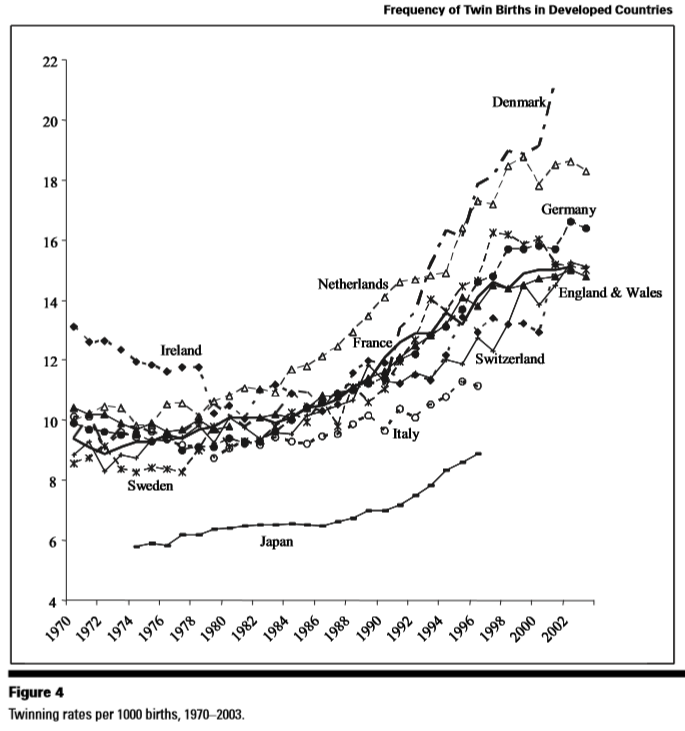 Frequency of Twin Births in Developed Countries
22
20
18
16
14
12
10
8
6
4
Denmark
Germany
Netherlands
England & Wales
France
Ireland
Switzerland
Italy
Sweden
Japan
1970 1972 1974 1976 1978 1980 1982 1984 1986 1988 1990 1992 1994 1996 1998 2000 2002
Figure 4
Twinning rates per 1000 births, 1970–2003.